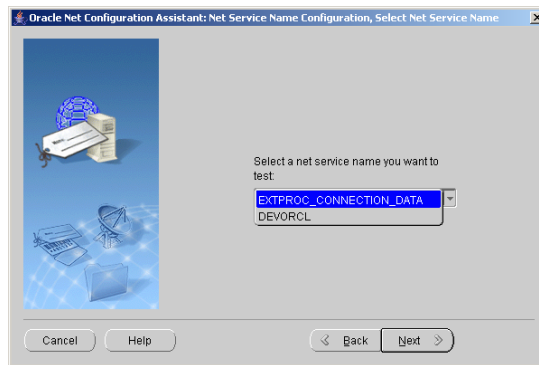 Oracle Net Configuration Assistant: Net Service Name Configuration, Select Net Service Name
Select a net service name you want to
test:
EXTPROC_CONNECTION_DATA
DEVORCL
Cancel
Help
Back
Next